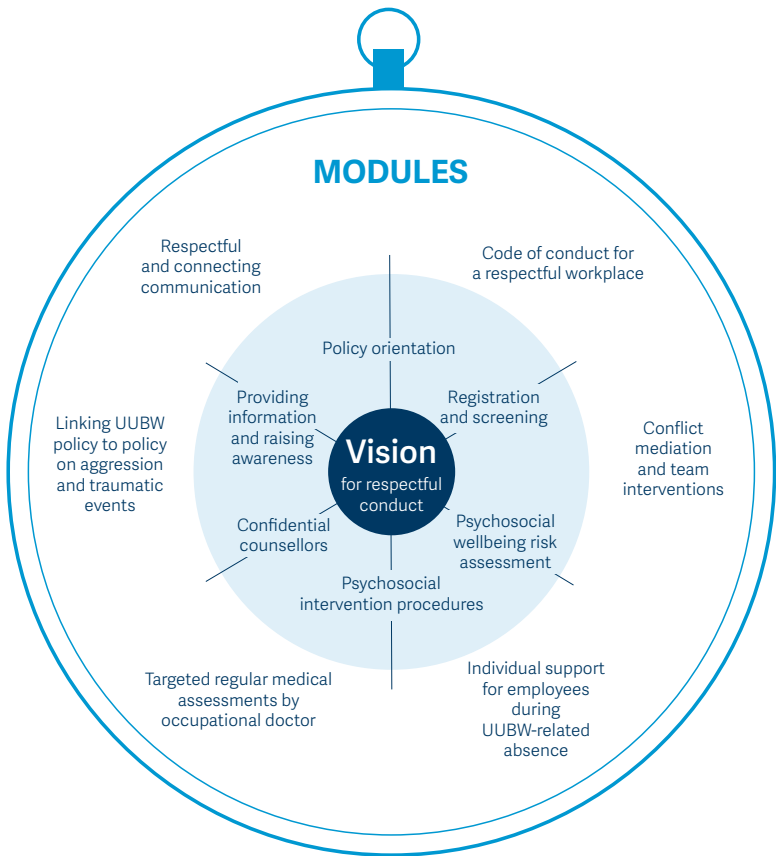 MODULES
Respectful
and connecting
communication
Code of conduct for
a respectful workplace
Policy orientation
Providing
information
and raising
awareness
Registration
and screening
Linking UUBW
policy to policy
on aggression
and traumatic
events
Vision
for respectful
conduct
Conflict
mediation
and team
interventions
Confidential
counsellors
Psychosocial
wellbeing risk
assessment
Psychosocial
intervention procedures
Targeted regular medical
assessments by
occupational doctor
Individual support
for employees
during
UUBW-related
absence